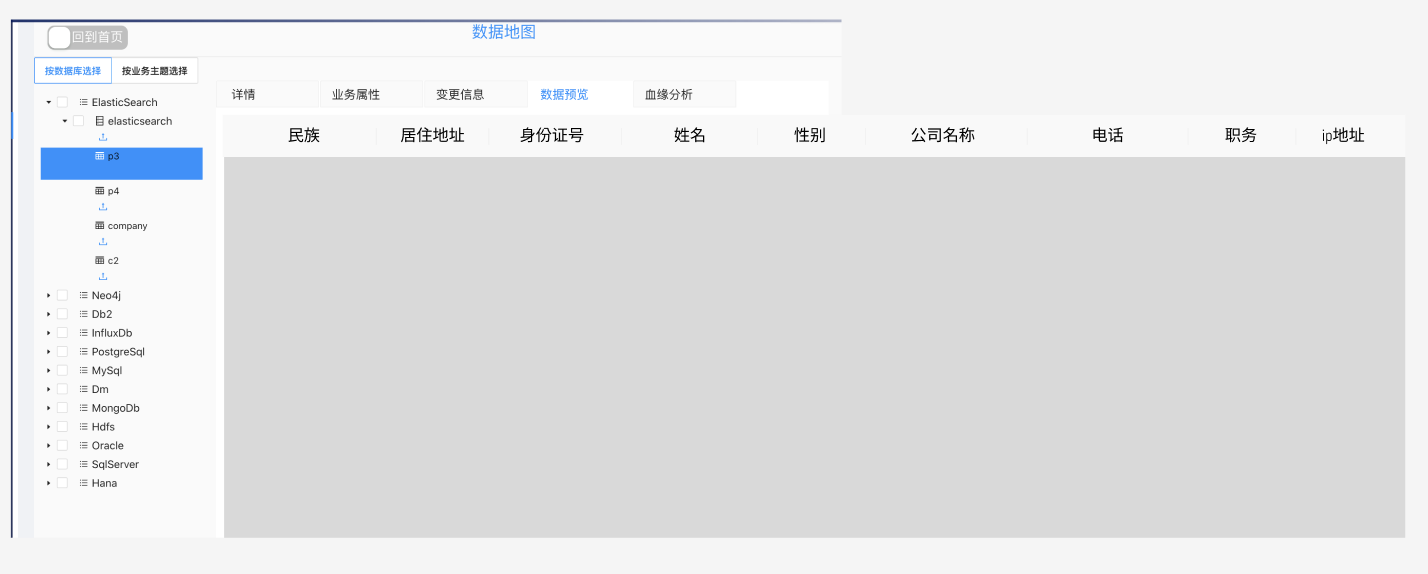 回到首页
数据地图
按数据库选择 按业务主题选择
详情 业务属性 变更信息 数据预览 血缘分析
民族 居住地址 身份证号 姓名 性别 公司名称 电话 职务 ip地址
ElasticSearch
elasticsearch
p3
p4
company
c2
Neo4j
Db2
InfluxDb
PostgreSql
MySql
Dm
MongoDb
Hdfs
Oracle
SqlServer
Hana